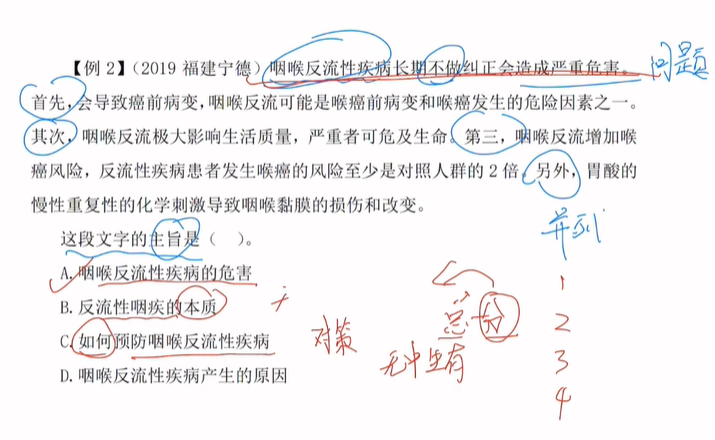 【例 2】（2019 福建宁德）咽喉反流性疾病长期不做纠正会造成严重危害。 问题
首先，会导致癌前病变，咽喉反流可能是喉癌前病变和喉癌发生的危险因素之一。
其次，咽喉反流极大影响生活质量，严重者可危及生命。第三，咽喉反流增加喉
癌风险，反流性疾病患者发生喉癌的风险至少是对照人群的 2 倍。另外，胃酸的
慢性重复性的化学刺激导致咽喉黏膜的损伤和改变。
并列
这段文字的主旨是（ ）。
A. 咽喉反流性疾病的危害
1
B. 反流性咽疾的本质
总分
2
C. 如何预防咽喉反流性疾病
对策
无中生有
3
D. 咽喉反流性疾病产生的原因
4